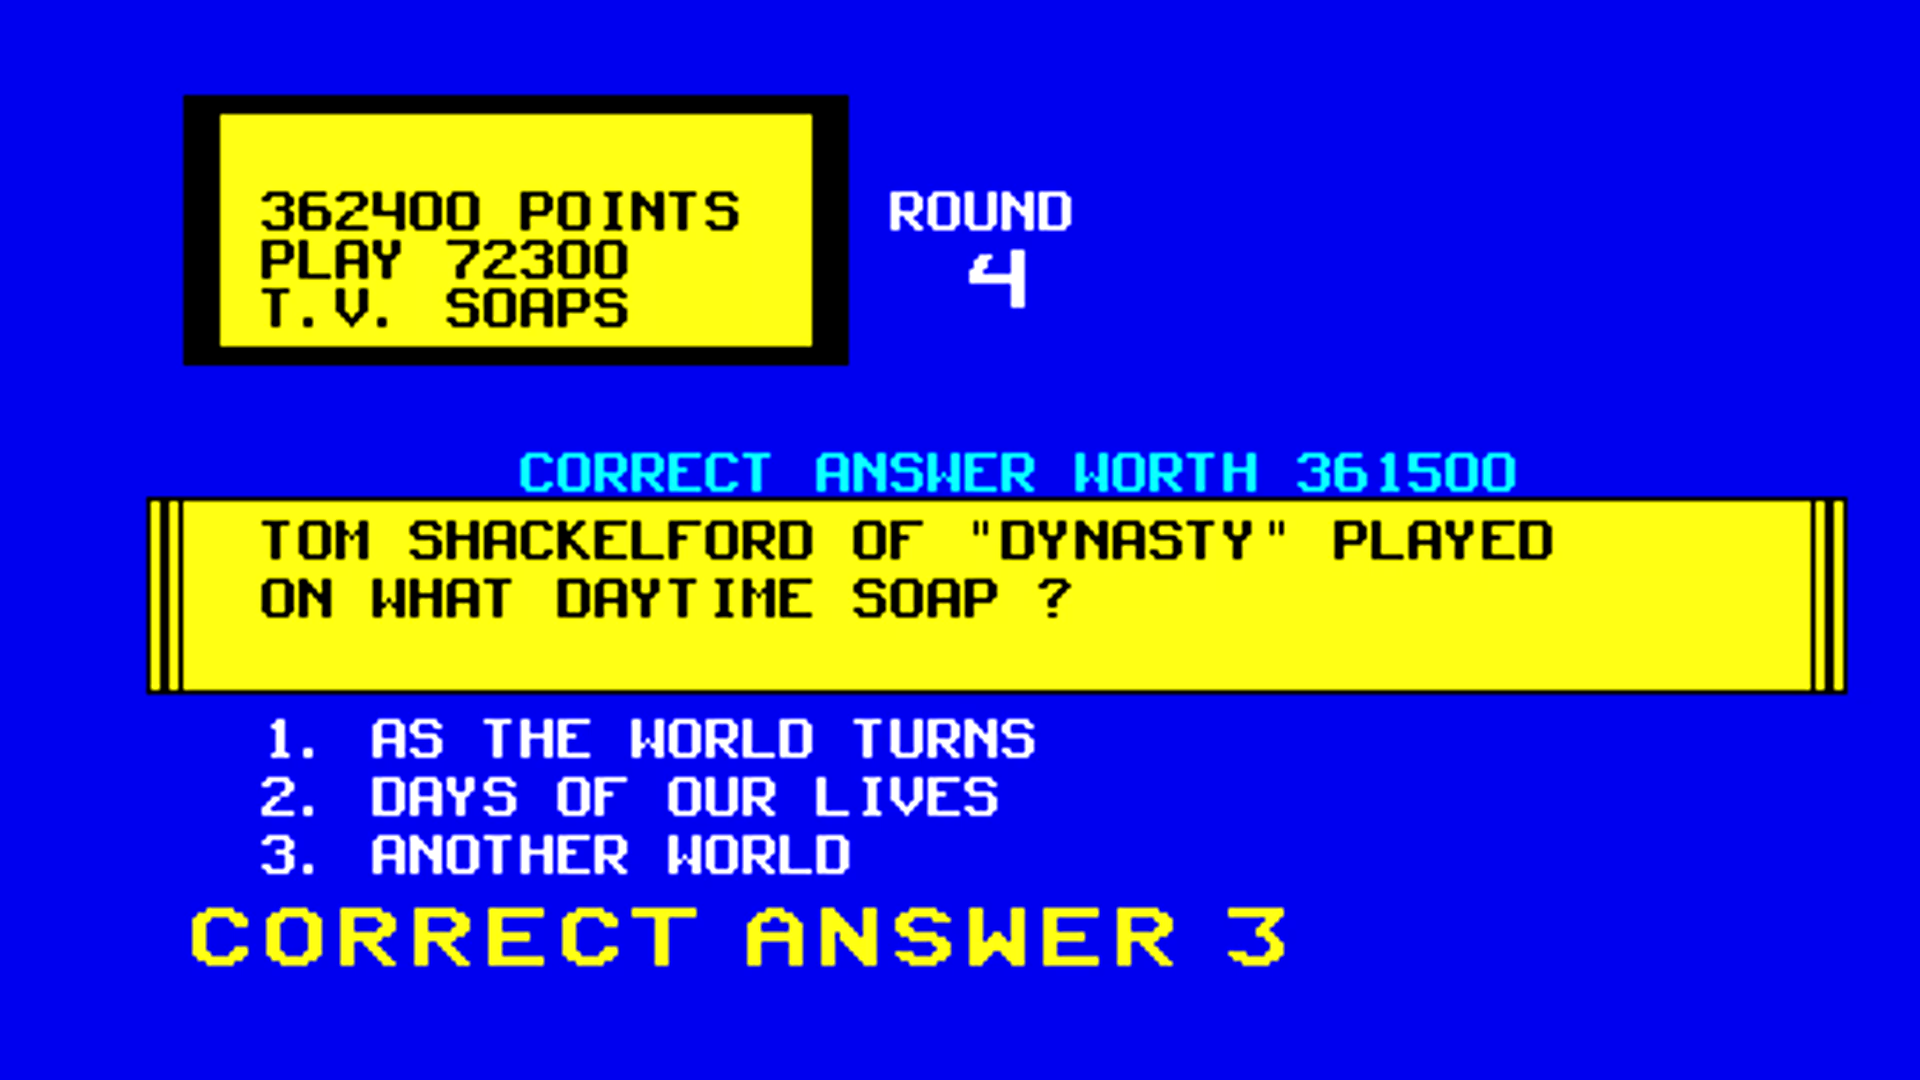 362400 POINTS
PLAY 72300
T.V. SOAPS
ROUND
4
CORRECT ANSWER WORTH 361500
TOM SHACKELFORD OF "DYNASTY" PLAYED
ON WHAT DAYTIME SOAP ?
1. AS THE WORLD TURNS
2. DAYS OF OUR LIVES
3. ANOTHER WORLD
CORRECT ANSWER 3